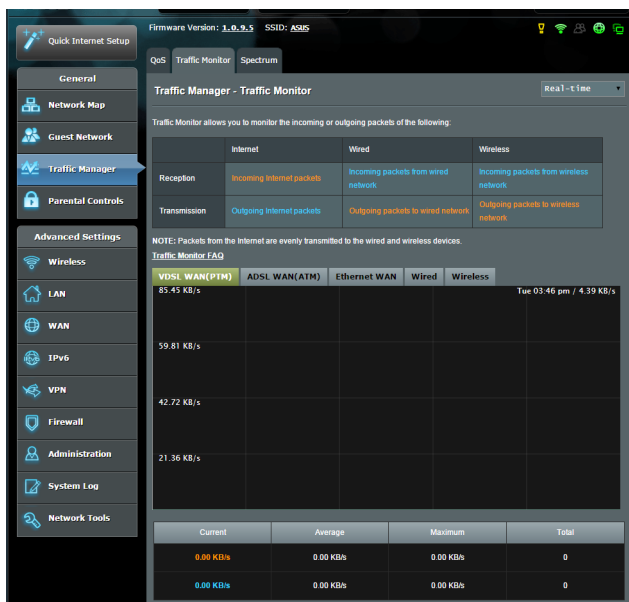 Firmware Version: 1.0.9.5 SSID: ASUS
Quick Internet Setup
General
Network Map
Guest Network
Traffic Manager
Parental Controls
Advanced Settings
Wireless
LAN
WAN
IPv6
VPN
Firewall
Administration
System Log
Network Tools
QoS Traffic Monitor Spectrum
Traffic Manager - Traffic Monitor
Real-time
Traffic Monitor allows you to monitor the incoming or outgoing packets of the following:
Internet Wired Wireless
Reception Incoming Internet packets Incoming packets from wired network Incoming packets from wireless network
Transmission Outgoing Internet packets Outgoing packets to wired network Outgoing packets to wireless network
NOTE: Packets from the Internet are evenly transmitted to the wired and wireless devices.
Traffic Monitor FAQ
VDSL WAN(PTM) ADSL WAN(ATM) Ethernet WAN Wired Wireless
85.45 KB/s Tue 03:46 pm / 4.39 KB/s
59.81 KB/s
42.72 KB/s
21.36 KB/s
Current Average Maximum Total
0.00 KB/s 0.00 KB/s 0.00 KB/s 0
0.00 KB/s 0.00 KB/s 0.00 KB/s 0